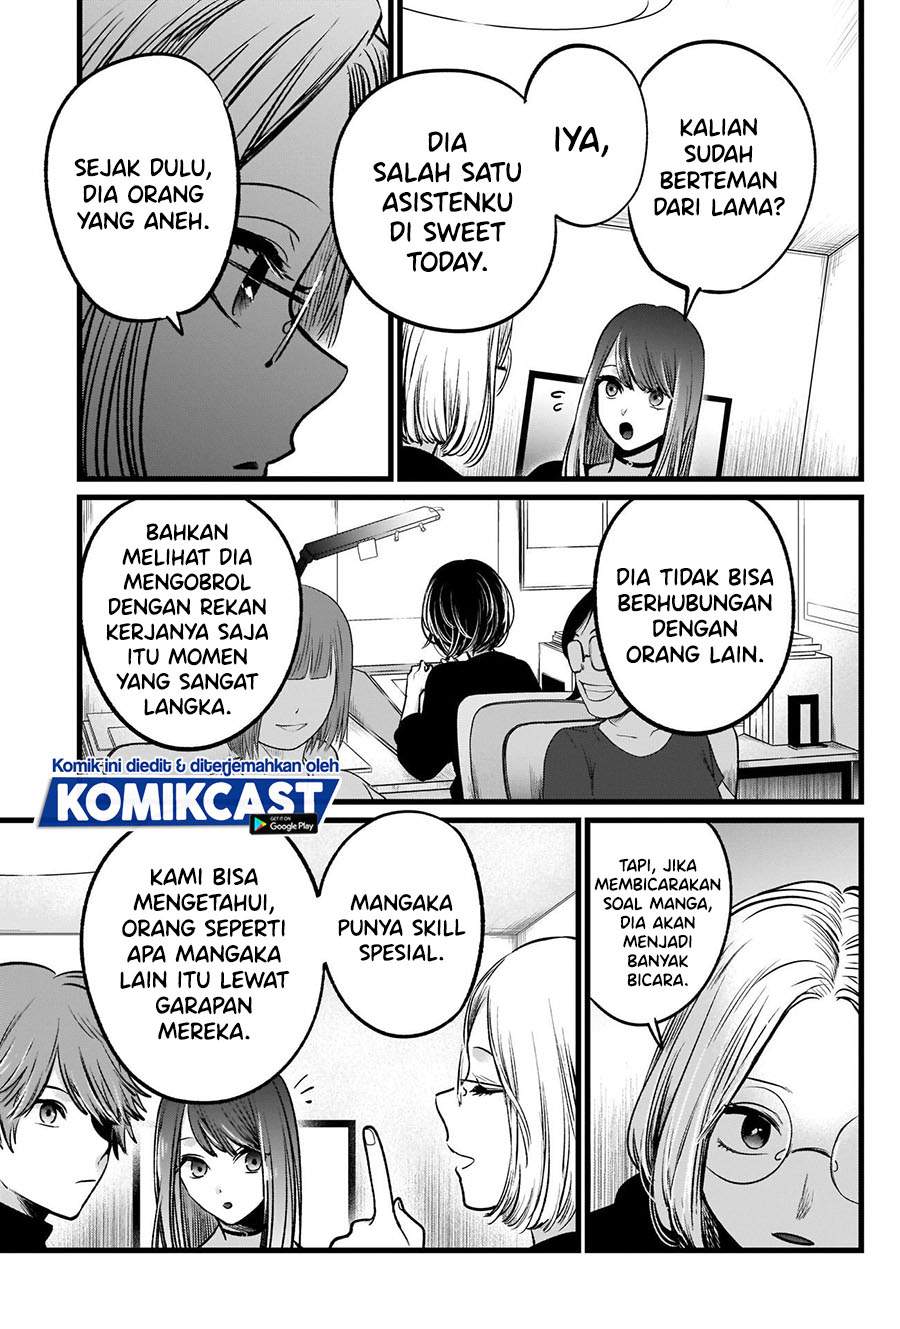 KALIAN
SUDAH
BERTEMAN
DARI LAMA?
IYA,
DIA
SALAH SATU
ASISTENKU
DI SWEET
TODAY.
SEJAK DULU,
DIA ORANG
YANG ANEH.
DIA TIDAK BISA
BERHUBUNGAN
DENGAN
ORANG LAIN.
BAHKAN
MELIHAT DIA
MENGOBROL
DENGAN REKAN
KERJANYA SAJA
ITU MOMEN
YANG SANGAT
LANGKA.
Komik ini diedit & diterjemahkan oleh
KOMIKCAST
GET IT ON
Google Play
TAPI, JIKA
MEMBICARAKAN
SOAL MANGA,
DIA AKAN
MENJADI
BANYAK
BICARA.
MANGAKA
PUNYA SKILL
SPESIAL.
KAMI BISA
MENGETAHUI,
ORANG SEPERTI
APA MANGAKA
LAIN ITU LEWAT
GARAPAN
MEREKA.